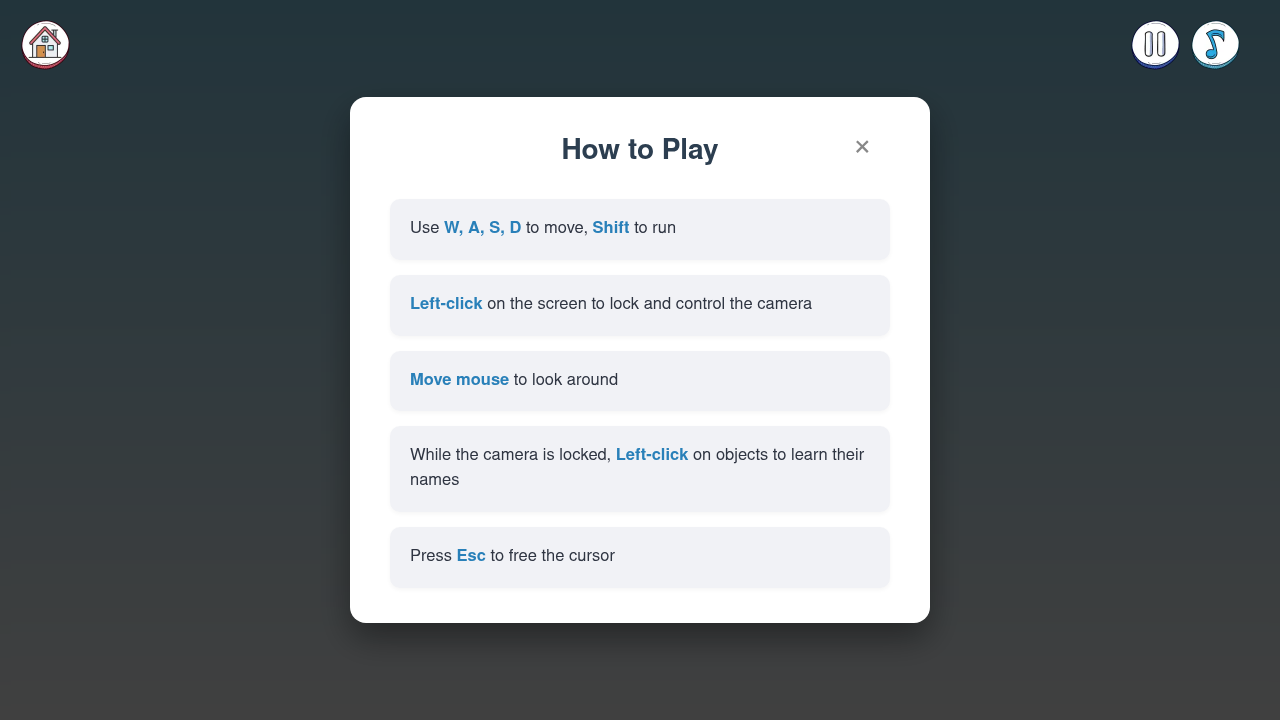 How to Play
×
Use W, A, S, D to move, Shift to run
Left-click on the screen to lock and control the camera
Move mouse to look around
While the camera is locked, Left-click on objects to learn their
names
Press Esc to free the cursor